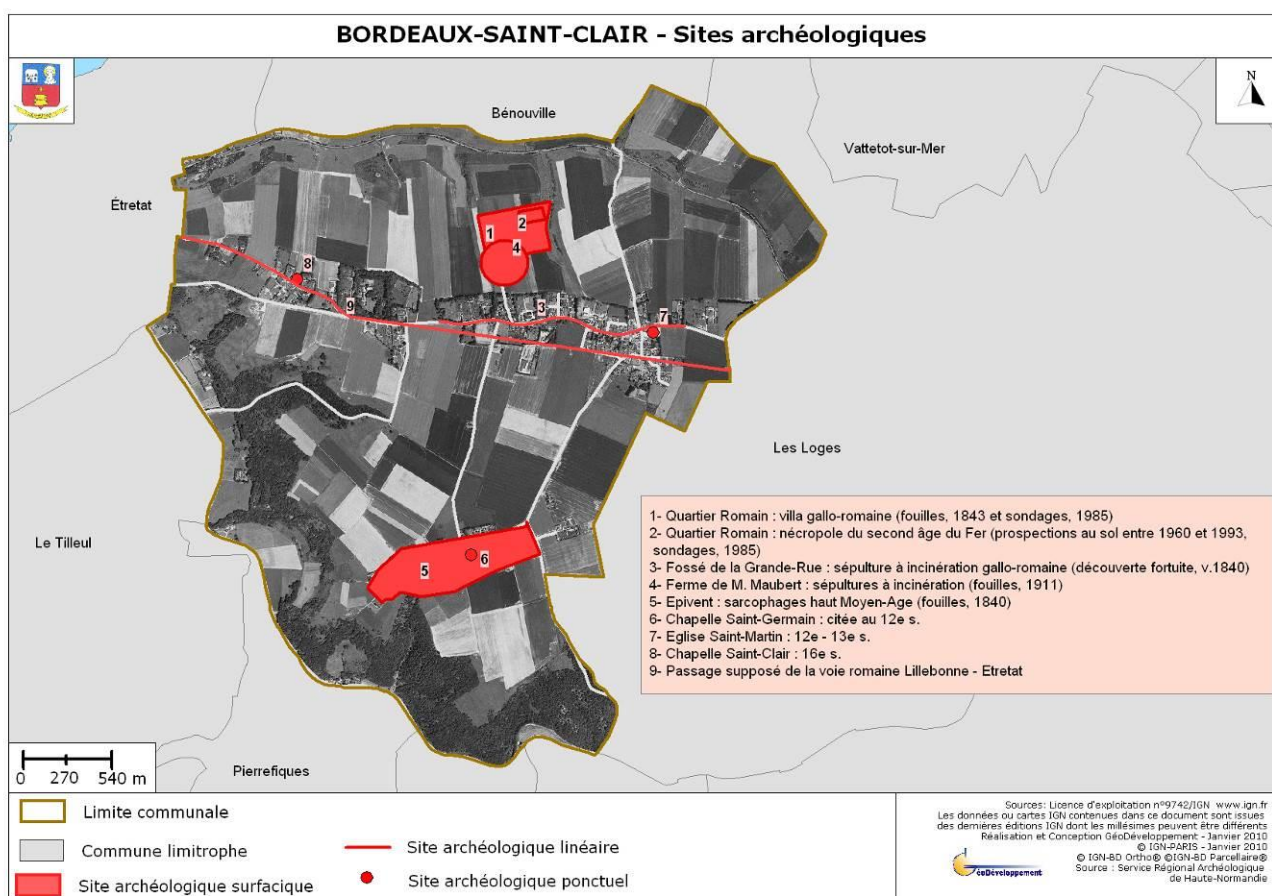 BORDEAUX-SAINT-CLAIR - Sites archéologiques
N
Bénouville
Vattetot-sur-Mer
Étretat
1
2
4
8
9
3
7
Les Loges
Le Tilleul
5
6
1- Quartier Romain : villa gallo-romaine (fouilles, 1843 et sondages, 1985)
2- Quartier Romain : nécropole du second âge du Fer (prospections au sol entre 1960 et 1993,
sondages, 1985)
3- Fossé de la Grande-Rue : sépulture à incinération gallo-romaine (découverte fortuite, v.1840)
4- Ferme de M. Maubert : sépultures à incinération (fouilles, 1911)
5- Epivent : sarcophages haut Moyen-Age (fouilles, 1840)
6- Chapelle Saint-Germain : citée au 12e s.
7- Eglise Saint-Martin : 12e - 13e s.
8- Chapelle Saint-Clair : 16e s.
9- Passage supposé de la voie romaine Lillebonne - Etretat
0 270 540 m
Pierrefiques
Limite communale
Commune limitrophe
Site archéologique surfacique
Site archéologique linéaire
Site archéologique ponctuel
Sources: Licence d'exploitation n°9742/IGN www.ign.fr
Les données ou cartes IGN contenues dans ce document sont issues
des dernières éditions IGN dont les millésimes peuvent être différents
Réalisation et Conception GéoDéveloppement - Janvier 2010
© IGN-PARIS - Janvier 2010
© IGN-BD Ortho® ©IGN-BD Parcellaire®
Source : Service Régional Archéologique
de Haute-Normandie
GéoDéveloppement